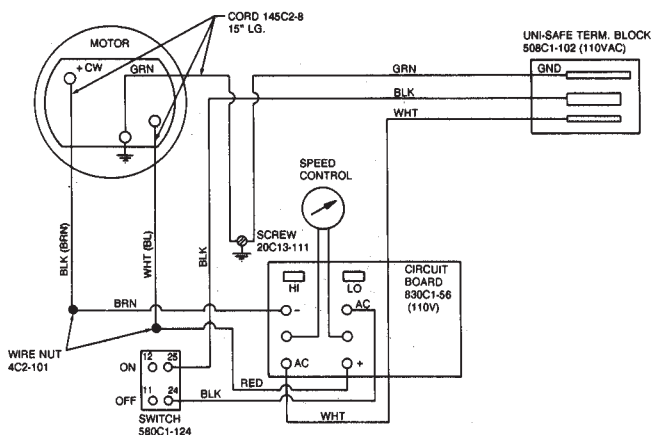 CORD 145C2-8
15" LG.
MOTOR
+ CW
GRN
UNI-SAFE TERM. BLOCK
508C1-102 (110VAC)
GRN
GND
BLK
WHT
SPEED
CONTROL
BLK (BRN)
WHT (BL)
BLK
SCREW
20C13-111
HI
LO
CIRCUIT
BOARD
830C1-56
(110V)
BRN
-
AC
WIRE NUT
4C2-101
12 25
ON
AC
+
RED
11 24
OFF
BLK
WHT
SWITCH
580C1-124